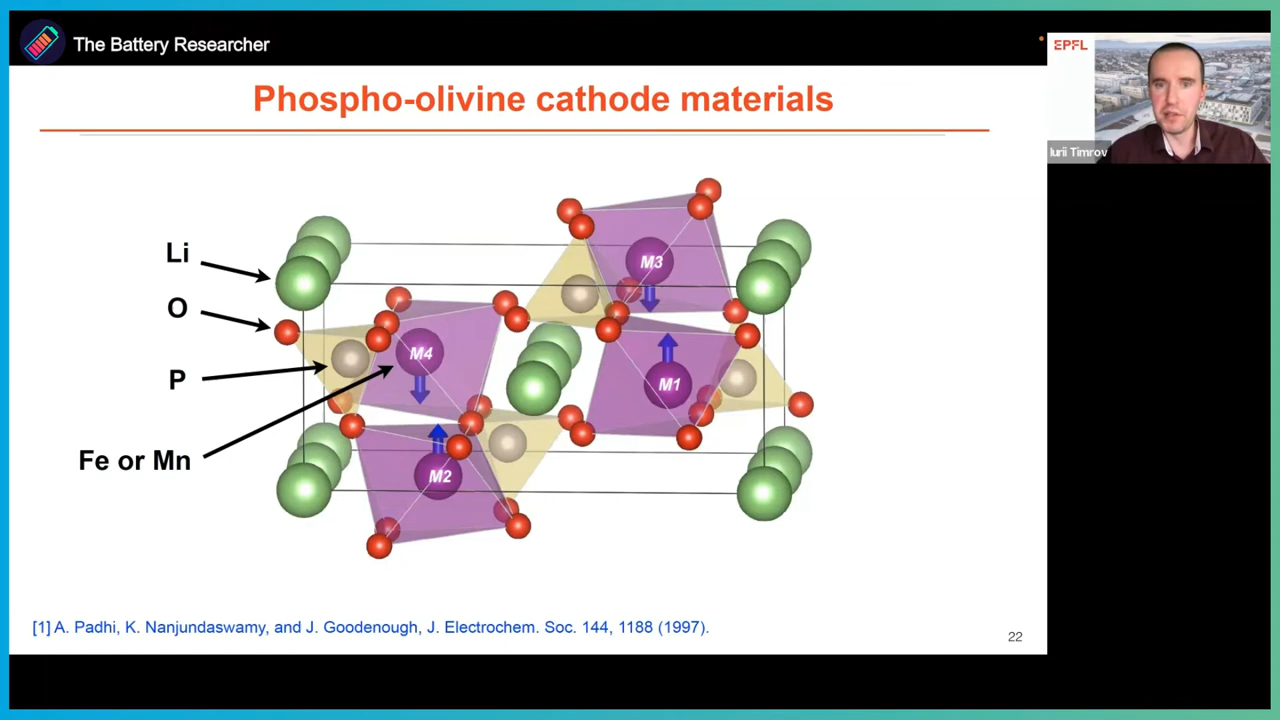 The Battery Researcher
EPFL
Iurii Timrov
Phospho-olivine cathode materials
Li
O
P
Fe or Mn
M3
M4
M1
M2
[1] A. Padhi, K. Nanjundaswamy, and J. Goodenough, J. Electrochem. Soc. 144, 1188 (1997).
22